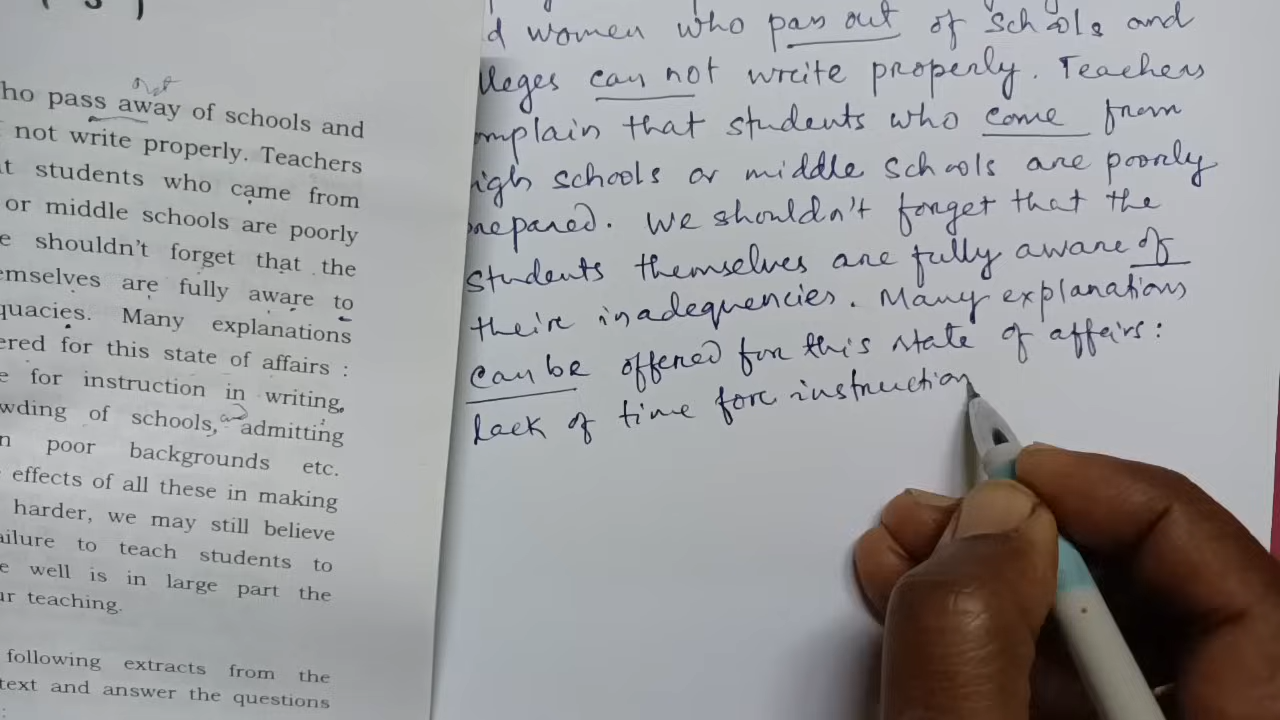 ho pass away of schools and
out
not write properly. Teachers
t students who came from
or middle schools are poorly
e shouldn't forget that the
emselves are fully aware to
quacies. Many explanations
ered for this state of affairs :
e for instruction in writing,
wding of schools, admitting
and
n poor backgrounds etc.
effects of all these in making
harder, we may still believe
ailure to teach students to
e well is in large part the
ur teaching.
following extracts from the
text and answer the questions
d women who pass out of schools and
lleges can not write properly. Teachers
omplain that students who come from
igh schools or middle schools are poorly
repared. We shouldn't forget that the
students themselves are fully aware of
their inadequencies. Many explanations
can be offered for this state of affairs :
lack of time for instruction